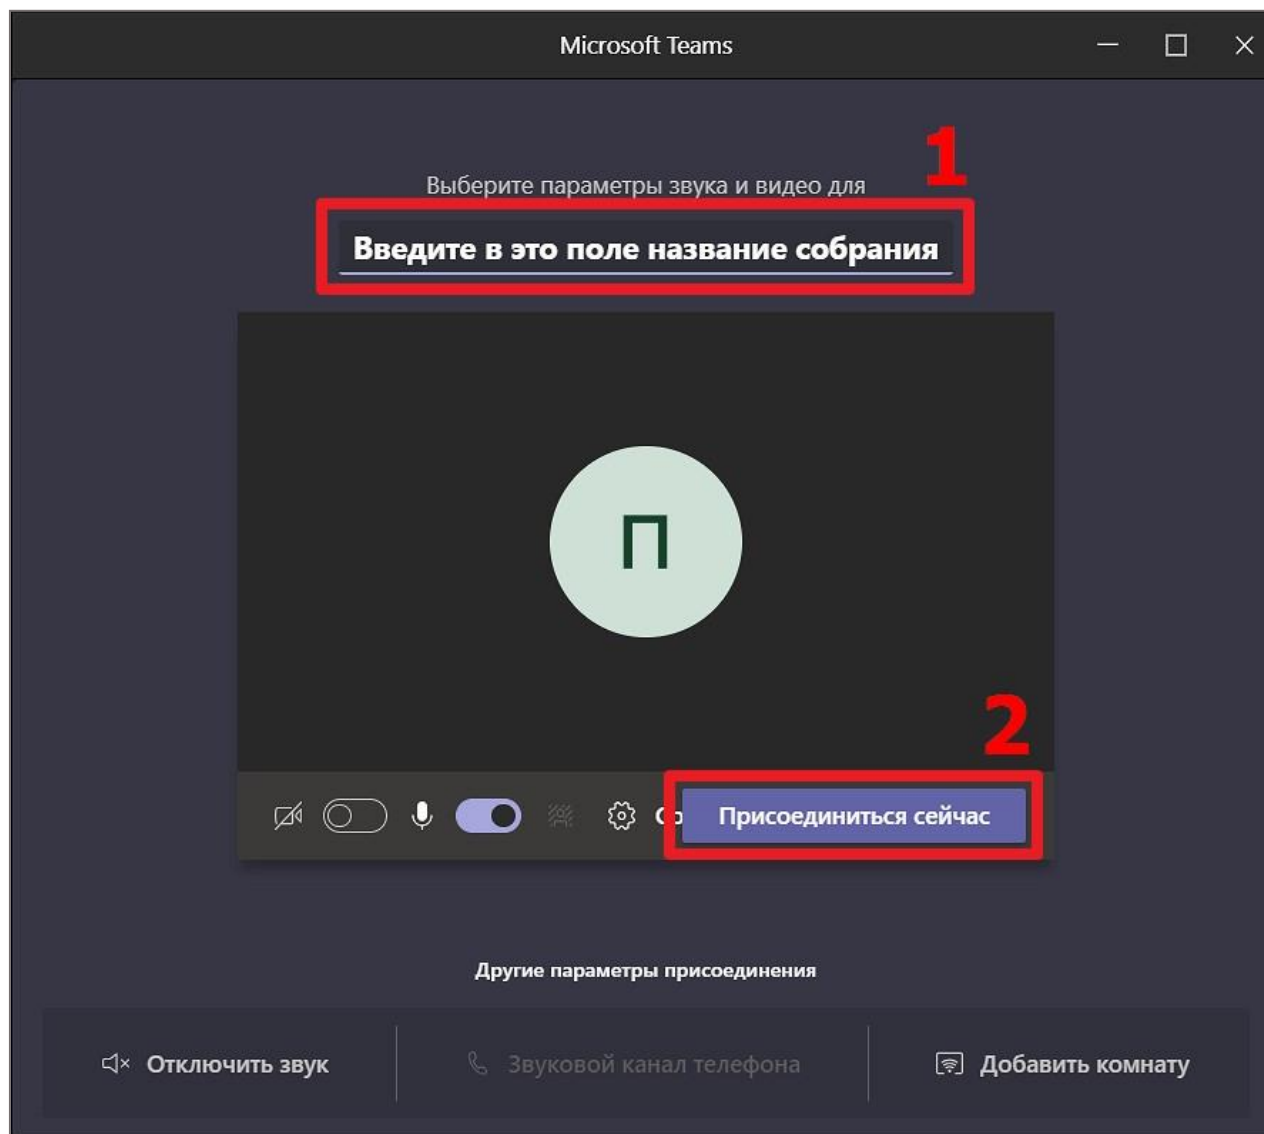 Microsoft Teams
1
Выберите параметры звука и видео для
Введите в это поле название собрания
П
2
Присоединиться сейчас
Другие параметры присоединения
Отключить звук
Звуковой канал телефона
Добавить комнату